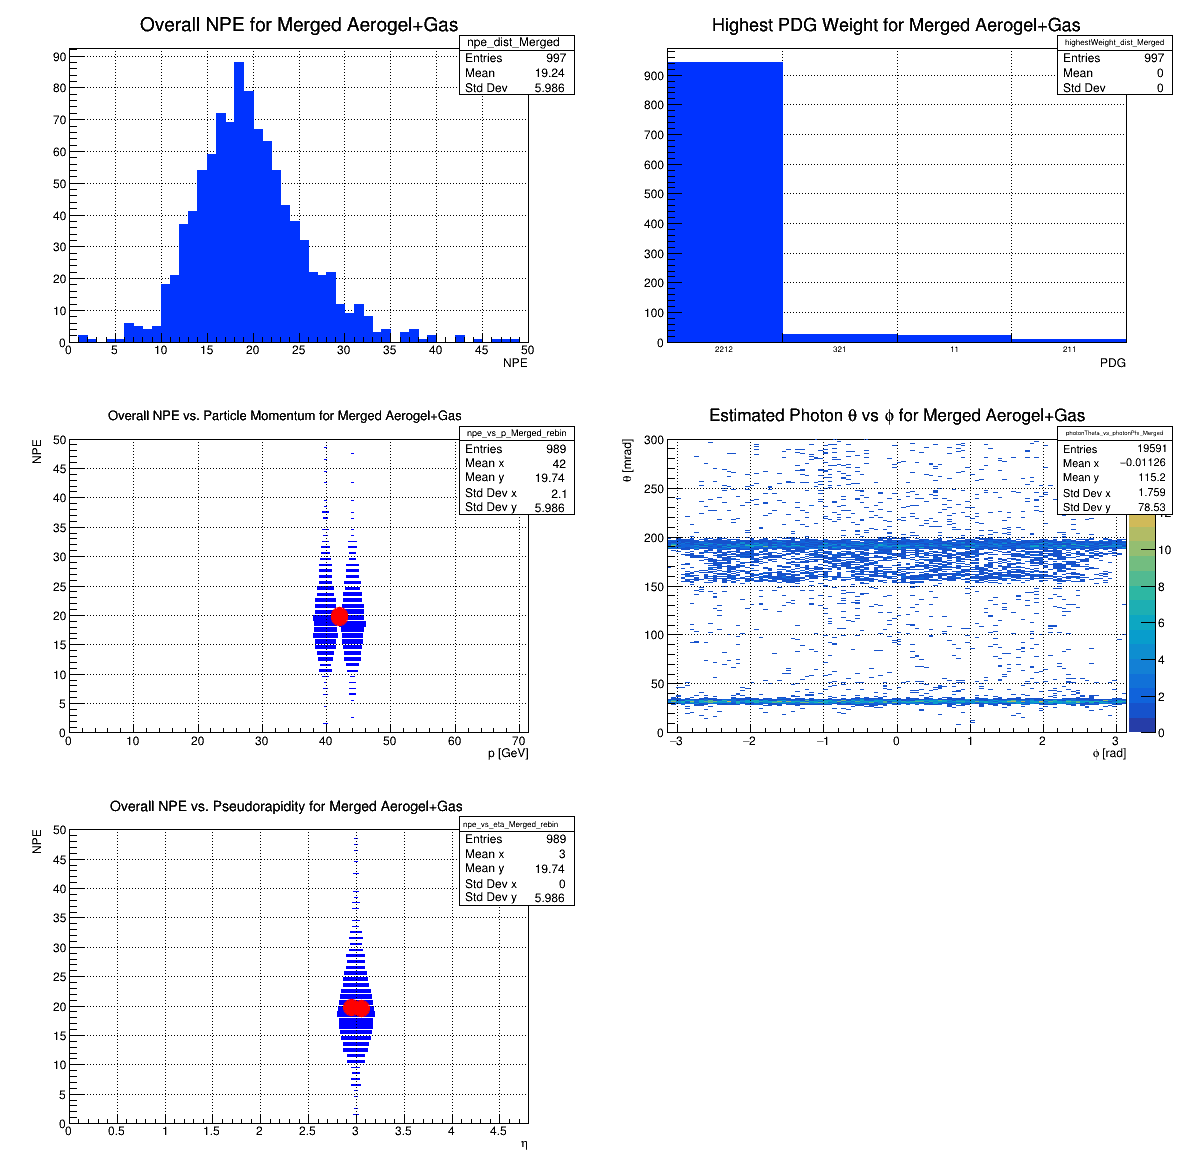 Overall NPE for Merged Aerogel+Gas
npe_dist_Merged
Entries 997
Mean 19.24
Std Dev 5.986
90
80
70
60
50
40
30
20
10
0
0 5 10 15 20 25 30 35 40 45 50
NPE
Highest PDG Weight for Merged Aerogel+Gas
highestWeight_dist_Merged
Entries 997
Mean 0
Std Dev 0
900
800
700
600
500
400
300
200
100
0
2212 321 11 211
PDG
Overall NPE vs. Particle Momentum for Merged Aerogel+Gas
npe_vs_p_Merged_rebin
Entries 989
Mean x 42
Mean y 19.74
Std Dev x 2.1
Std Dev y 5.986
NPE
50
45
40
35
30
25
20
15
10
5
0
0 10 20 30 40 50 60 70
p [GeV]
Estimated Photon θ vs ϕ for Merged Aerogel+Gas
photonTheta_vs_photonPhi_Merged
Entries 19591
Mean x −0.01126
Mean y 115.2
Std Dev x 1.759
Std Dev y 78.53
θ [mrad]
300
250
200
150
100
50
0
−3 −2 −1 0 1 2 3
ϕ [rad]
10
8
6
4
2
0
Overall NPE vs. Pseudorapidity for Merged Aerogel+Gas
npe_vs_eta_Merged_rebin
Entries 989
Mean x 3
Mean y 19.74
Std Dev x 0
Std Dev y 5.986
NPE
50
45
40
35
30
25
20
15
10
5
0
0 0.5 1 1.5 2 2.5 3 3.5 4 4.5
η